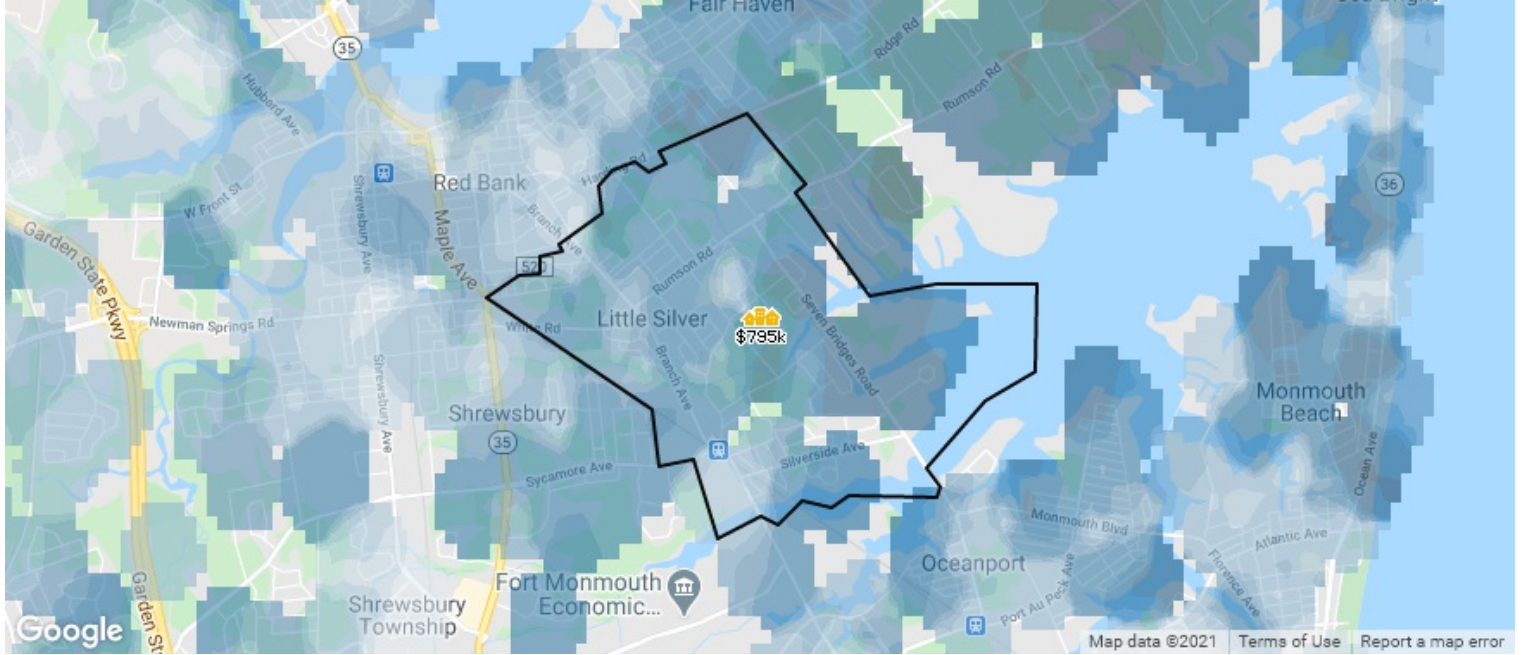 Fair Haven
35
Ridge Rd
Hubbard Ave
Rumson Rd
Harding Rd
36
Red Bank
W Front St
Shrewsbury Ave
Maple Ave
Branch Ave
Garden State Pkwy
520
Rumson Rd
Newman Springs Rd
White Rd
Little Silver
$795k
Seven Bridges Road
Branch Ave
Shrewsbury
35
Monmouth
Beach
Shrewsbury Ave
Sycamore Ave
Silverside Ave
Ocean Ave
Monmouth Blvd
Atlantic Ave
Oceanport
Florence Ave
Fort Monmouth
Economic...
Port Au Peck Ave
Shrewsbury
Township
Garden St
Google
Map data ©2021
Terms of Use
Report a map error